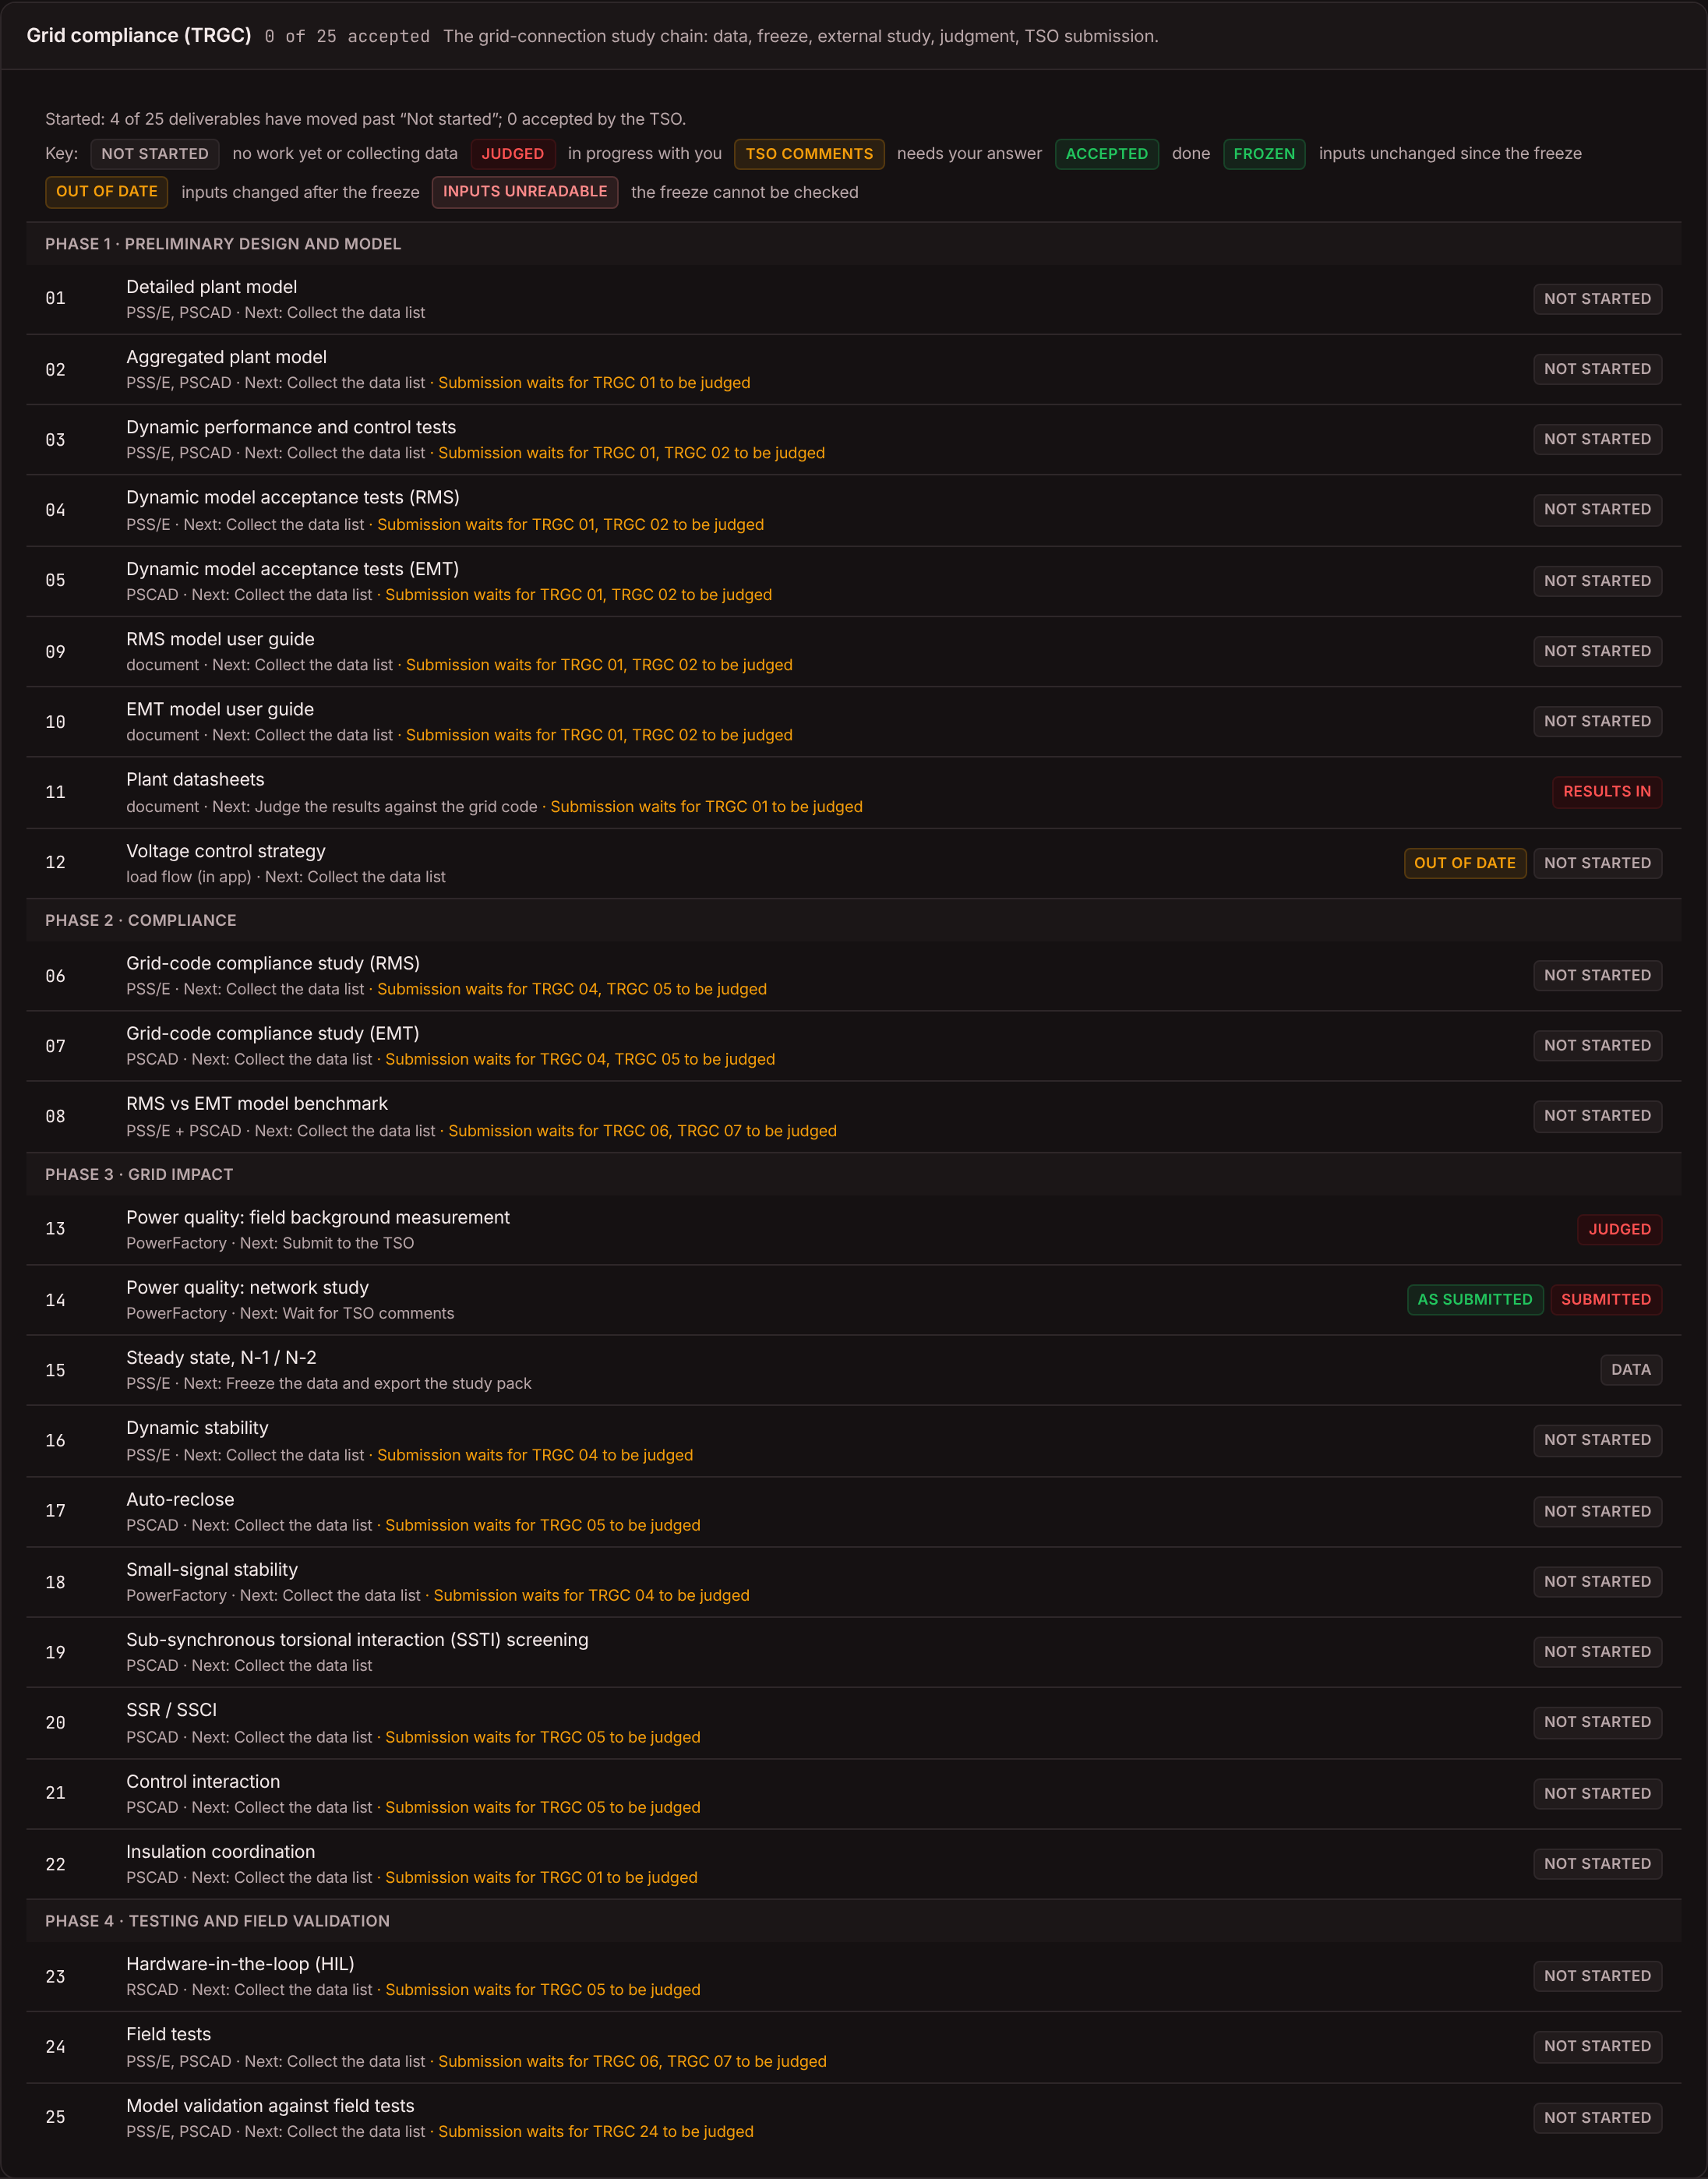 Grid compliance (TRGC) 0 of 25 accepted The grid-connection study chain: data, freeze, external study, judgment, TSO submission.
Started: 4 of 25 deliverables have moved past “Not started”; 0 accepted by the TSO.
Key: NOT STARTED no work yet or collecting data JUDGED in progress with you TSO COMMENTS needs your answer ACCEPTED done FROZEN inputs unchanged since the freeze
OUT OF DATE inputs changed after the freeze INPUTS UNREADABLE the freeze cannot be checked
PHASE 1 · PRELIMINARY DESIGN AND MODEL
01 Detailed plant model NOT STARTED
PSS/E, PSCAD · Next: Collect the data list
02 Aggregated plant model NOT STARTED
PSS/E, PSCAD · Next: Collect the data list · Submission waits for TRGC 01 to be judged
03 Dynamic performance and control tests NOT STARTED
PSS/E, PSCAD · Next: Collect the data list · Submission waits for TRGC 01, TRGC 02 to be judged
04 Dynamic model acceptance tests (RMS) NOT STARTED
PSS/E · Next: Collect the data list · Submission waits for TRGC 01, TRGC 02 to be judged
05 Dynamic model acceptance tests (EMT) NOT STARTED
PSCAD · Next: Collect the data list · Submission waits for TRGC 01, TRGC 02 to be judged
09 RMS model user guide NOT STARTED
document · Next: Collect the data list · Submission waits for TRGC 01, TRGC 02 to be judged
10 EMT model user guide NOT STARTED
document · Next: Collect the data list · Submission waits for TRGC 01, TRGC 02 to be judged
11 Plant datasheets RESULTS IN
document · Next: Judge the results against the grid code · Submission waits for TRGC 01 to be judged
12 Voltage control strategy OUT OF DATE NOT STARTED
load flow (in app) · Next: Collect the data list
PHASE 2 · COMPLIANCE
06 Grid-code compliance study (RMS) NOT STARTED
PSS/E · Next: Collect the data list · Submission waits for TRGC 04, TRGC 05 to be judged
07 Grid-code compliance study (EMT) NOT STARTED
PSCAD · Next: Collect the data list · Submission waits for TRGC 04, TRGC 05 to be judged
08 RMS vs EMT model benchmark NOT STARTED
PSS/E + PSCAD · Next: Collect the data list · Submission waits for TRGC 06, TRGC 07 to be judged
PHASE 3 · GRID IMPACT
13 Power quality: field background measurement JUDGED
PowerFactory · Next: Submit to the TSO
14 Power quality: network study AS SUBMITTED SUBMITTED
PowerFactory · Next: Wait for TSO comments
15 Steady state, N-1 / N-2 DATA
PSS/E · Next: Freeze the data and export the study pack
16 Dynamic stability NOT STARTED
PSS/E · Next: Collect the data list · Submission waits for TRGC 04 to be judged
17 Auto-reclose NOT STARTED
PSCAD · Next: Collect the data list · Submission waits for TRGC 05 to be judged
18 Small-signal stability NOT STARTED
PowerFactory · Next: Collect the data list · Submission waits for TRGC 04 to be judged
19 Sub-synchronous torsional interaction (SSTI) screening NOT STARTED
PSCAD · Next: Collect the data list
20 SSR / SSCI NOT STARTED
PSCAD · Next: Collect the data list · Submission waits for TRGC 05 to be judged
21 Control interaction NOT STARTED
PSCAD · Next: Collect the data list · Submission waits for TRGC 05 to be judged
22 Insulation coordination NOT STARTED
PSCAD · Next: Collect the data list · Submission waits for TRGC 01 to be judged
PHASE 4 · TESTING AND FIELD VALIDATION
23 Hardware-in-the-loop (HIL) NOT STARTED
RSCAD · Next: Collect the data list · Submission waits for TRGC 05 to be judged
24 Field tests NOT STARTED
PSS/E, PSCAD · Next: Collect the data list · Submission waits for TRGC 06, TRGC 07 to be judged
25 Model validation against field tests NOT STARTED
PSS/E, PSCAD · Next: Collect the data list · Submission waits for TRGC 24 to be judged